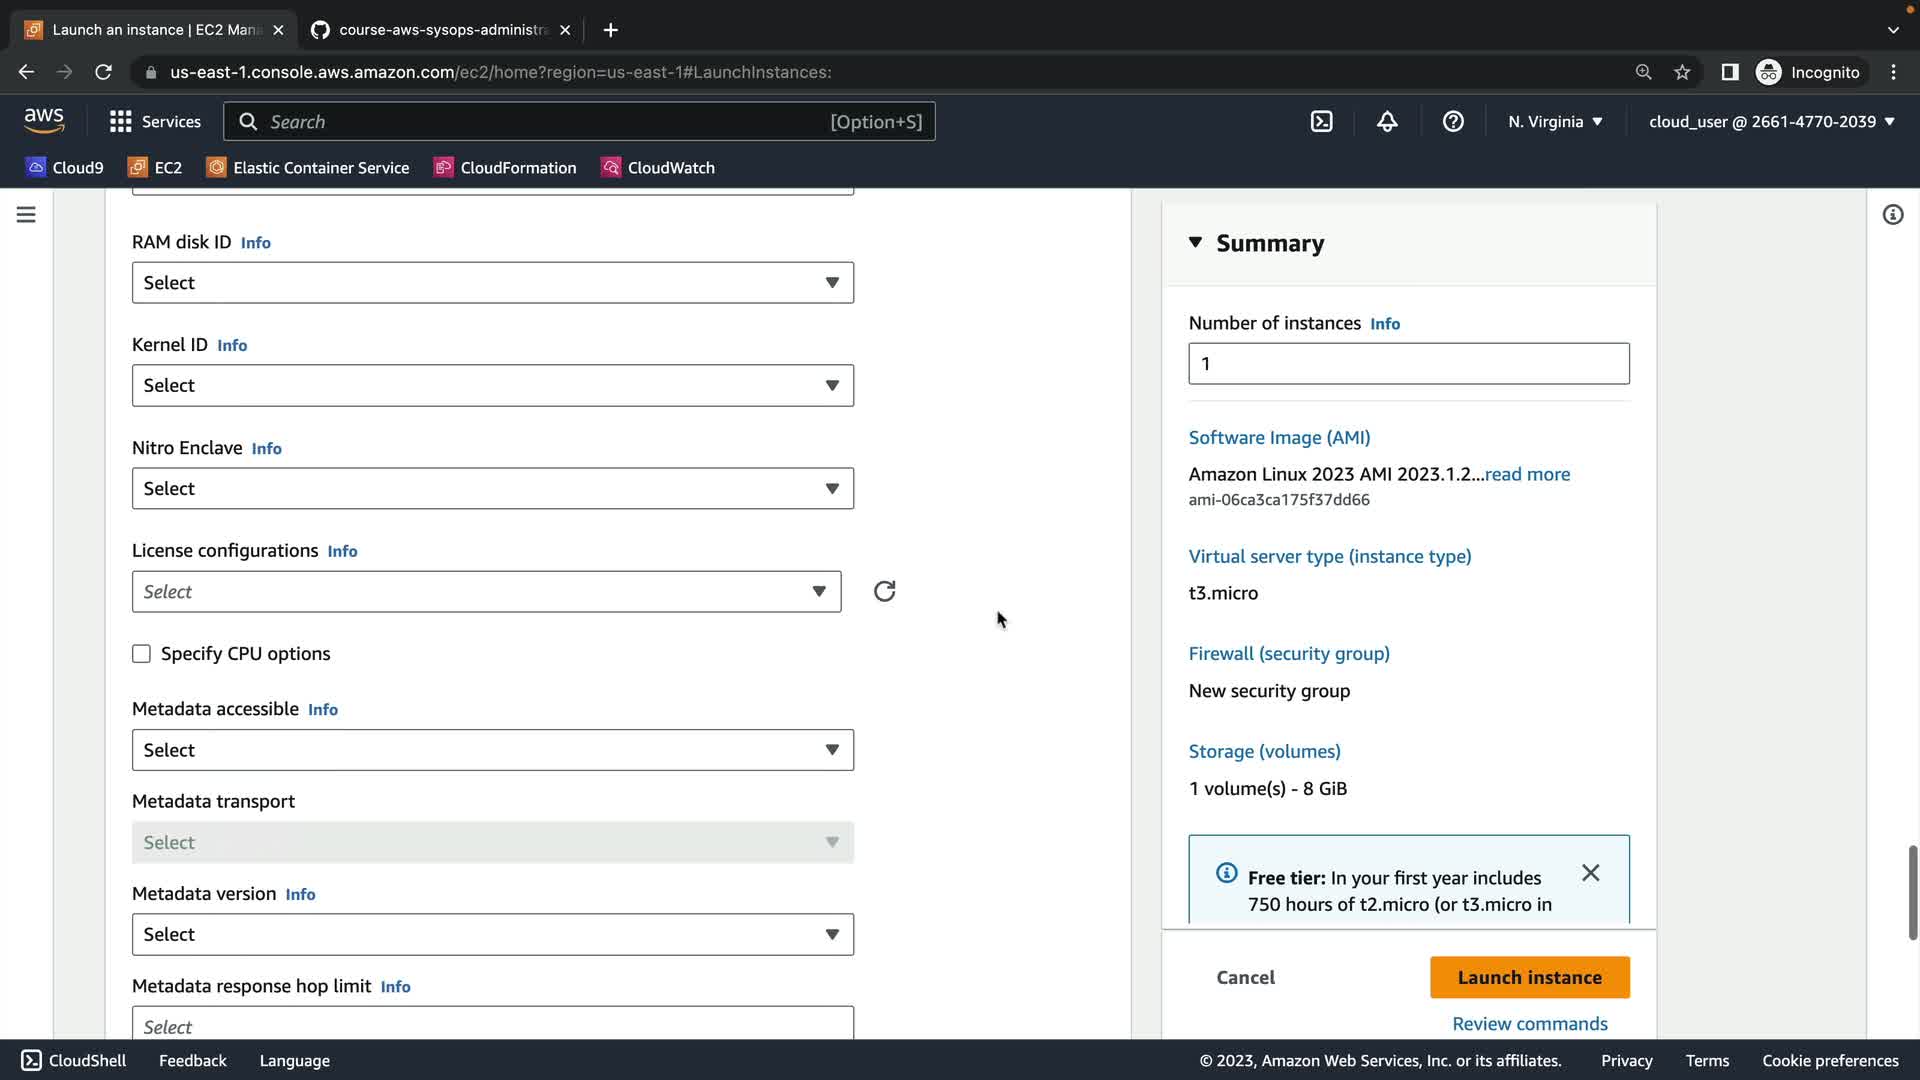 Launch an instance | EC2 Mana
course-aws-sysops-administra
us-east-1.console.aws.amazon.com/ec2/home?region=us-east-1#LaunchInstances:
Incognito
aws
Services
Search
[Option+S]
N. Virginia
cloud_user @ 2661-4770-2039
Cloud9
EC2
Elastic Container Service
CloudFormation
CloudWatch
RAM disk ID Info
Select
Kernel ID Info
Select
Nitro Enclave Info
Select
License configurations Info
Select
Specify CPU options
Metadata accessible Info
Select
Metadata transport
Select
Metadata version Info
Select
Metadata response hop limit Info
Select
Summary
Number of instances Info
1
Software Image (AMI)
Amazon Linux 2023 AMI 2023.1.2...read more
ami-06ca3ca175f37dd66
Virtual server type (instance type)
t3.micro
Firewall (security group)
New security group
Storage (volumes)
1 volume(s) - 8 GiB
Free tier: In your first year includes
750 hours of t2.micro (or t3.micro in
Cancel
Launch instance
Review commands
CloudShell
Feedback
Language
© 2023, Amazon Web Services, Inc. or its affiliates.
Privacy
Terms
Cookie preferences